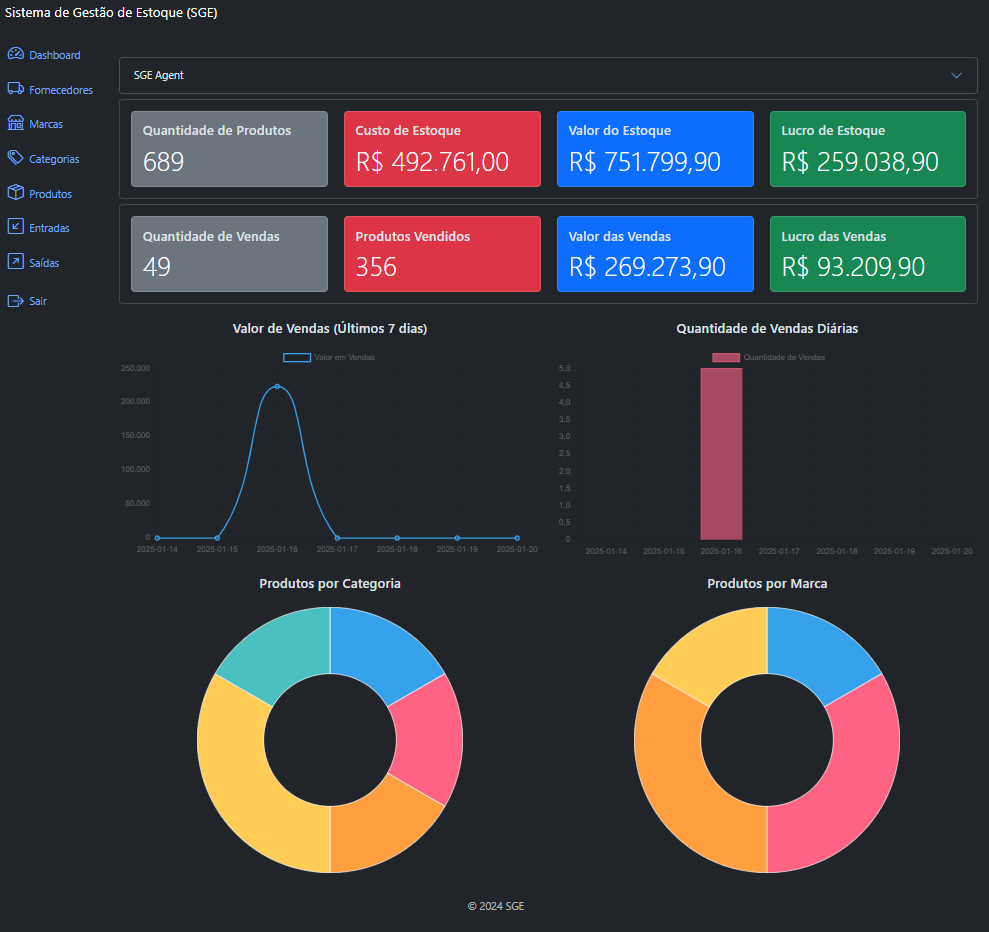 Sistema de Gestão de Estoque (SGE)
Dashboard
Fornecedores
Marcas
Categorias
Produtos
Entradas
Saídas
Sair
SGE Agent
Quantidade de Produtos
689
Custo de Estoque
R$ 492.761,00
Valor do Estoque
R$ 751.799,90
Lucro de Estoque
R$ 259.038,90
Quantidade de Vendas
49
Produtos Vendidos
356
Valor das Vendas
R$ 269.273,90
Lucro das Vendas
R$ 93.209,90
Valor de Vendas (Últimos 7 dias)
Valor em Vendas
250.000
200.000
150.000
100.000
50.000
0
2025-01-14 2025-01-15 2025-01-16 2025-01-17 2025-01-18 2025-01-19 2025-01-20
Quantidade de Vendas Diárias
Quantidade de Vendas
5,0
4,5
4,0
3,5
3,0
2,5
2,0
1,5
1,0
0,5
0
2025-01-14 2025-01-15 2025-01-16 2025-01-17 2025-01-18 2025-01-19 2025-01-20
Produtos por Categoria
Produtos por Marca
© 2024 SGE